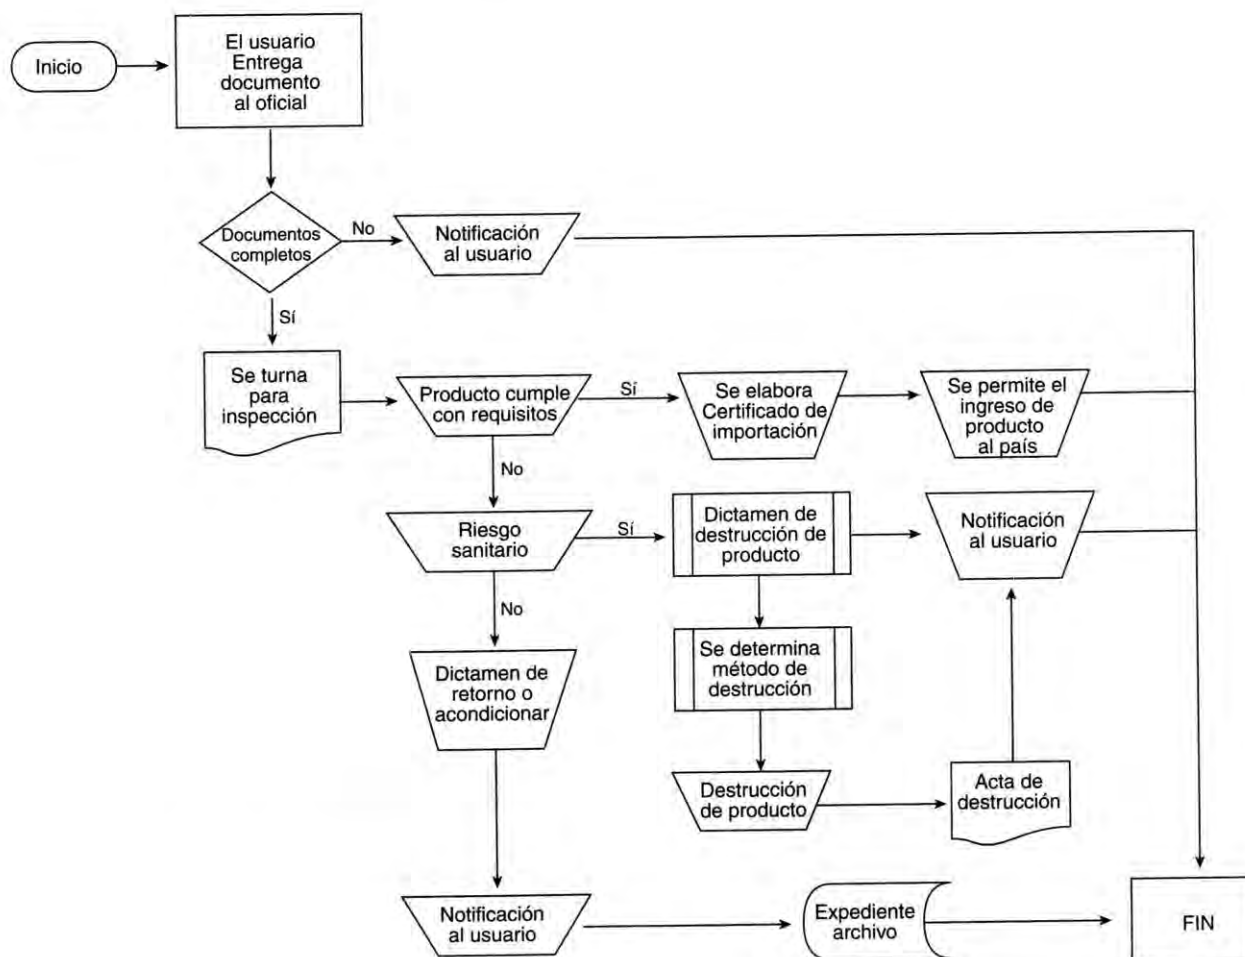 Inicio
El usuario
Entrega
documento
al oficial
Documentos
completos
No
Notificación
al usuario
Sí
Se turna
para
inspección
Producto cumple
con requisitos
Sí
Se elabora
Certificado de
importación
Se permite el
ingreso de
producto
al país
No
Riesgo
sanitario
Sí
Dictamen de
destrucción de
producto
Notificación
al usuario
No
Dictamen de
retorno o
acondicionar
Se determina
método de
destrucción
Destrucción
de producto
Acta de
destrucción
Notificación
al usuario
Expediente
archivo
FIN